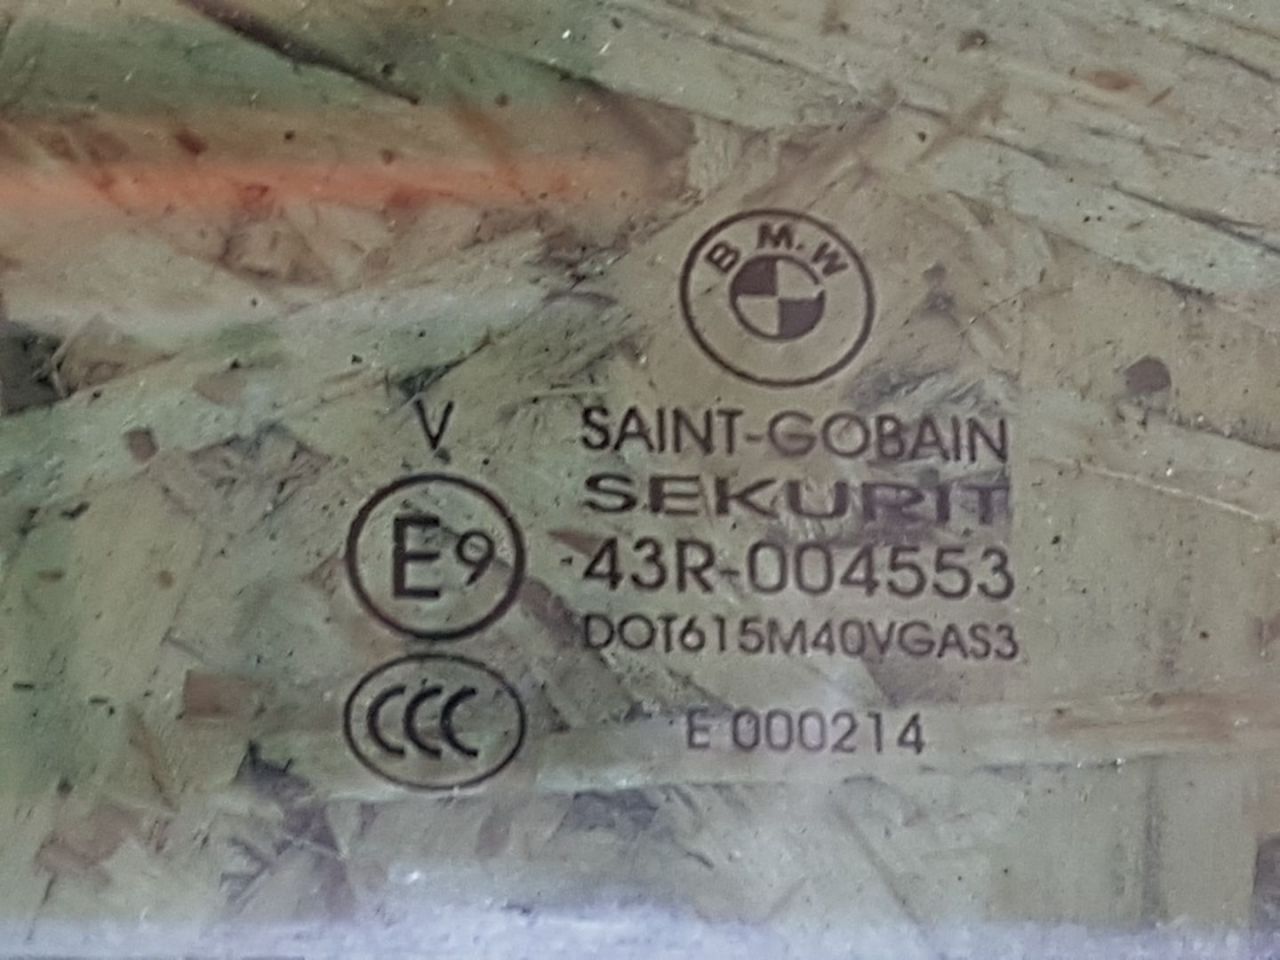 B.M.W
V
SAINT-GOBAIN
SEKURIT
E9
43R-004553
DOT615M40VGAS3
CCC
E 000214